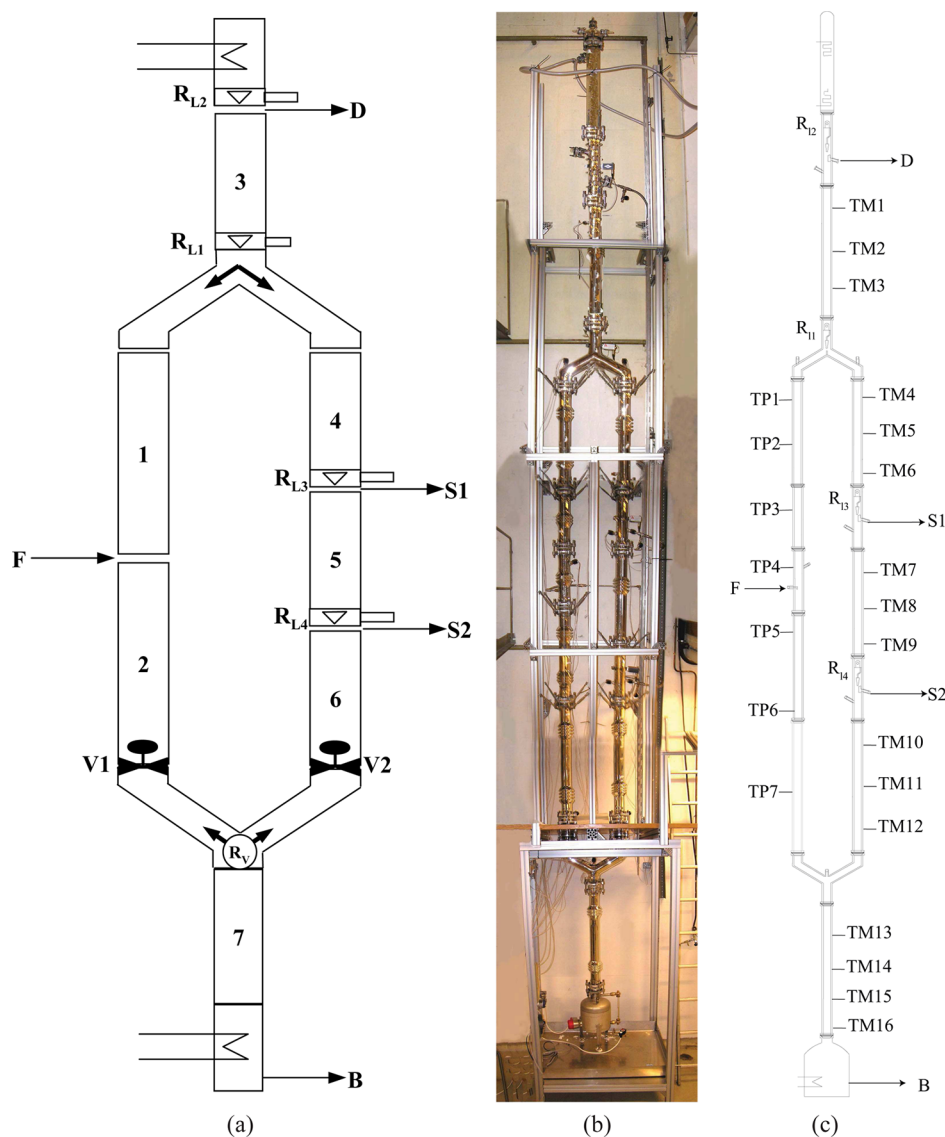 R_L2
D
3
R_L1
1
4
R_L3
S1
F
5
R_L4
S2
2
6
V1
V2
R_V
7
B
(a)
(b)
R_l2
D
TM1
TM2
TM3
R_l1
TP1
TM4
TP2
TM5
TM6
TP3
R_l3
S1
TP4
TM7
F
TM8
TP5
TM9
R_l4
S2
TP6
TM10
TP7
TM11
TM12
TM13
TM14
TM15
TM16
B
(c)